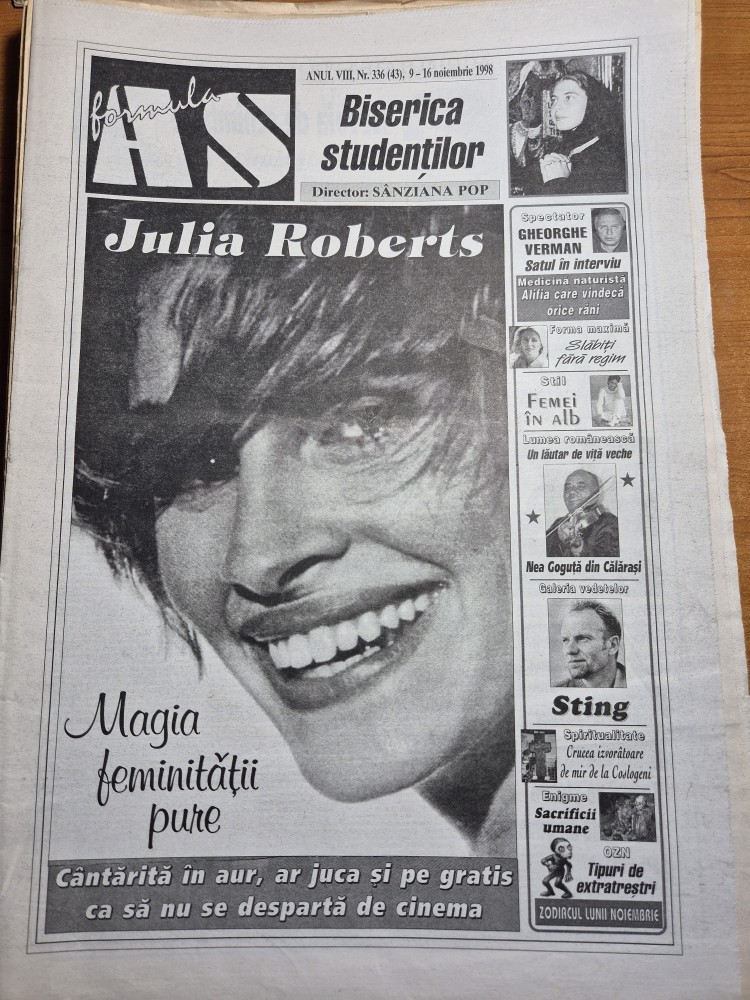 formula
AS
ANUL VIII, Nr. 336 (43), 9 – 16 noiembrie 1998
Biserica
studenților
Director: SÂNZIANA POP
Julia Roberts
Magia
feminității
pure
Cântărită în aur, ar juca și pe gratis
ca să nu se despartă de cinema
Spectator
GHEORGHE
VERMAN
Satul în interviu
Medicina naturistă
Alifia care vindecă
orice răni
Forma maximă
Slăbiți
fără regim
Stil
FEMEI
ÎN ALB
Lumea românească
Un lăutar de viță veche
Nea Goguță din Călărași
Galeria vedetelor
Sting
Spiritualitate
Crucea izvorâtoare
de mir de la Coslogeni
Enigme
Sacrificii
umane
OZN
Tipuri de
extratreștri
ZODIACUL LUNII NOIEMBRIE